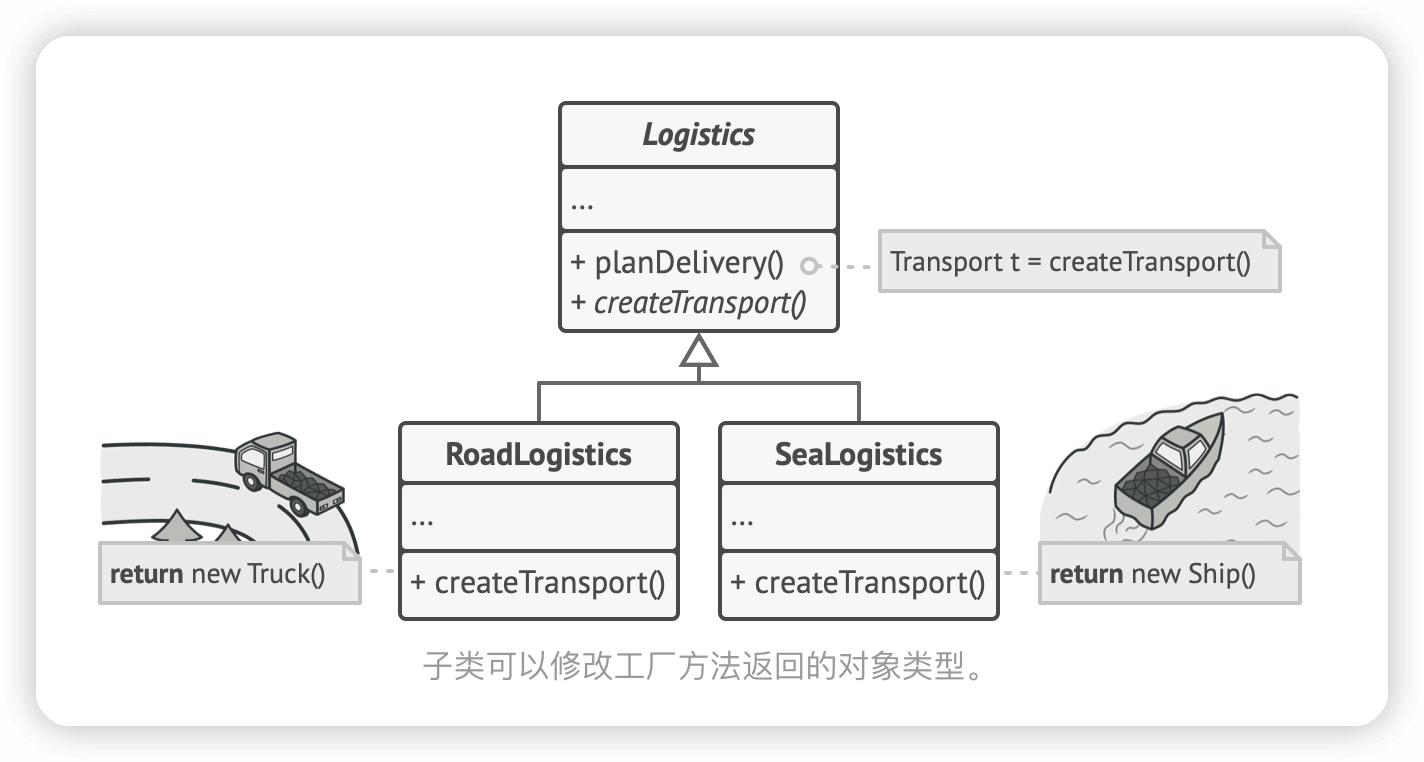 Logistics
...
+ planDelivery()
Transport t = createTransport()
+ createTransport()
RoadLogistics
SeaLogistics
...
...
return new Truck()
+ createTransport()
+ createTransport()
return new Ship()
子类可以修改工厂方法返回的对象类型。